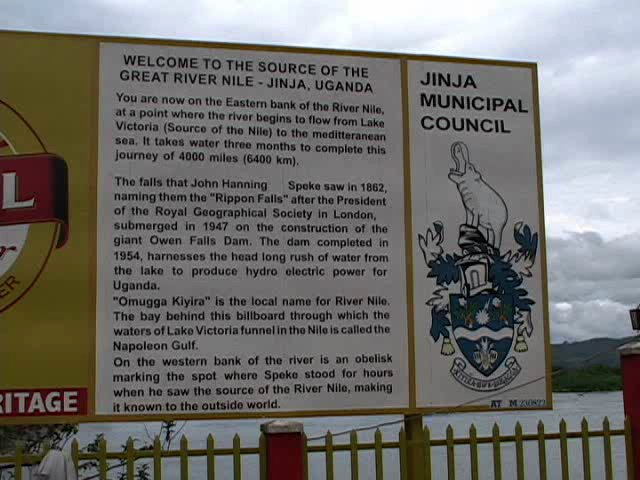 WELCOME TO THE SOURCE OF THE
GREAT RIVER NILE - JINJA, UGANDA
You are now on the Eastern bank of the River Nile,
at a point where the river begins to flow from Lake
Victoria (Source of the Nile) to the meditteranean
sea. It takes water three months to complete this
journey of 4000 miles (6400 km).
The falls that John Hanning Speke saw in 1862,
naming them the "Rippon Falls" after the President
of the Royal Geographical Society in London,
submerged in 1947 on the construction of the
giant Owen Falls Dam. The dam completed in
1954, harnesses the head long rush of water from
the lake to produce hydro electric power for
Uganda.
"Omugga Kiyira" is the local name for River Nile.
The bay behind this billboard through which the
waters of Lake Victoria funnel in the Nile is called the
Napoleon Gulf.
On the western bank of the river is an obelisk
marking the spot where Speke stood for hours
when he saw the source of the River Nile, making
it known to the outside world.
JINJA
MUNICIPAL
COUNCIL
L
ER
RITAGE